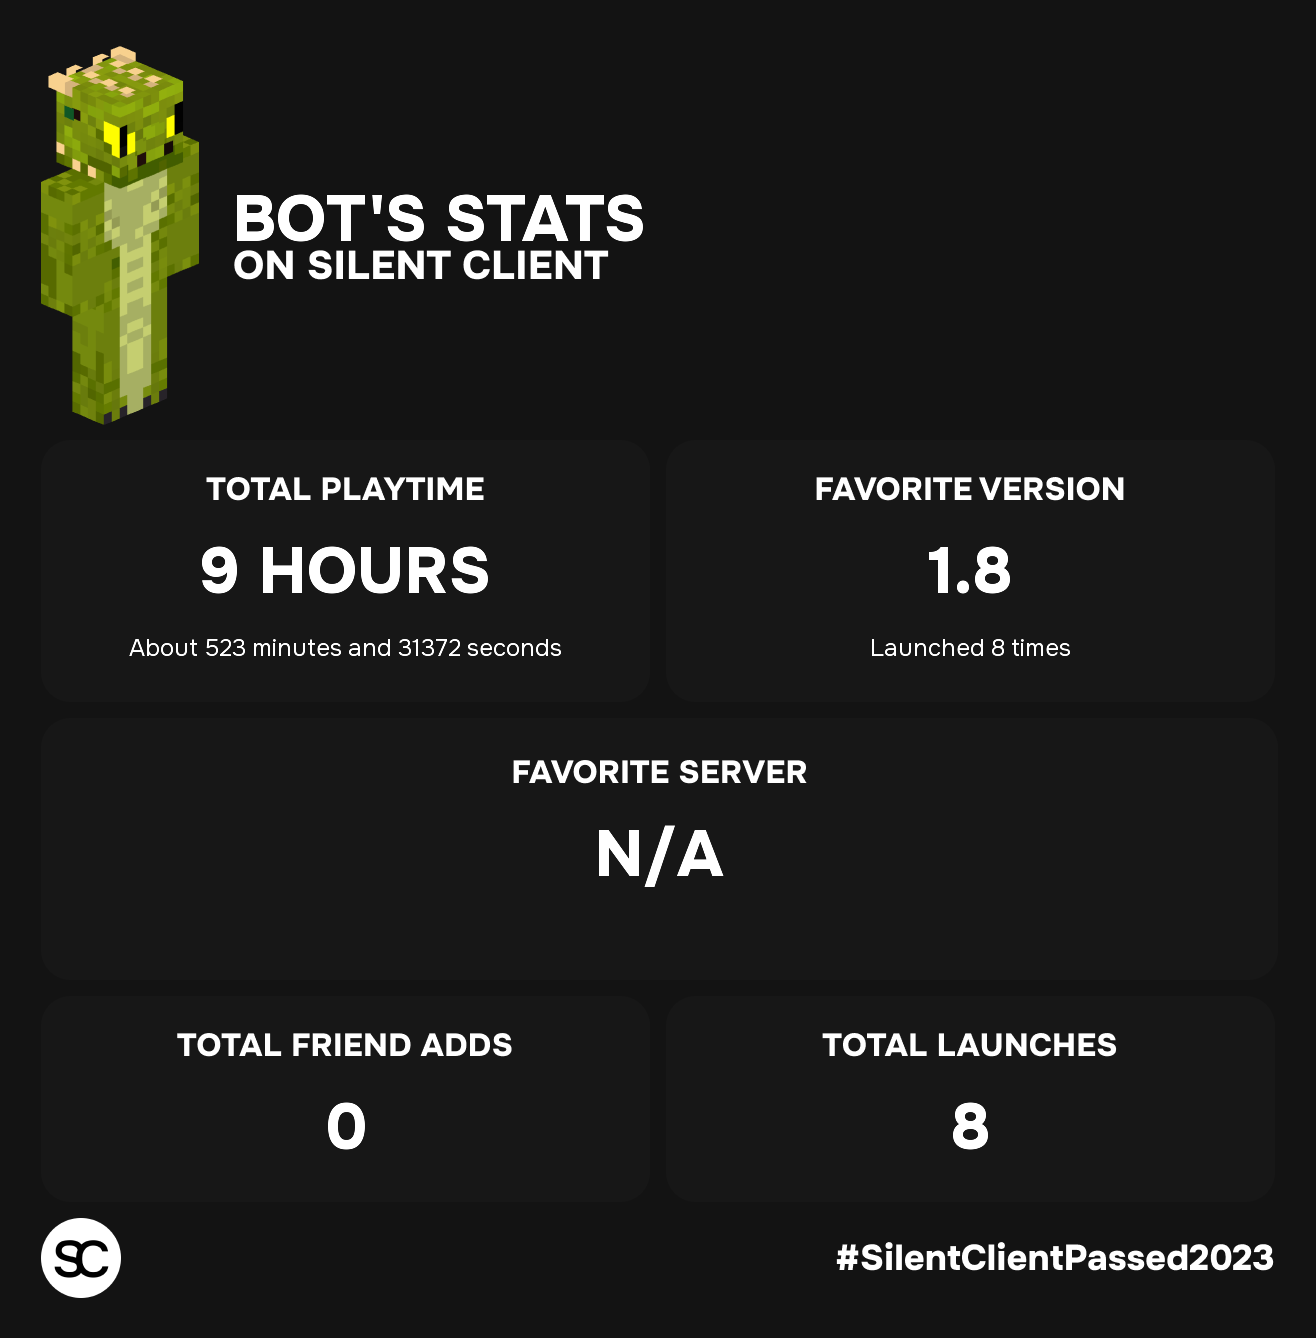 BOT'S STATS
ON SILENT CLIENT
TOTAL PLAYTIME
9 HOURS
About 523 minutes and 31372 seconds
FAVORITE VERSION
1.8
Launched 8 times
FAVORITE SERVER
N/A
TOTAL FRIEND ADDS
0
TOTAL LAUNCHES
8
SC
#SilentClientPassed2023